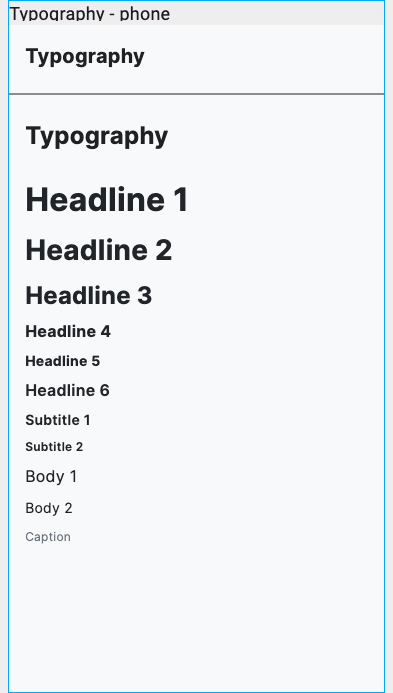 Typography - phone
Typography
Typography
Headline 1
Headline 2
Headline 3
Headline 4
Headline 5
Headline 6
Subtitle 1
Subtitle 2
Body 1
Body 2
Caption